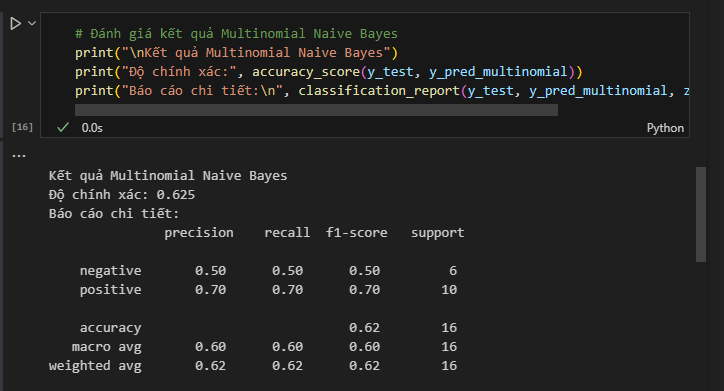 # Đánh giá kết quả Multinomial Naive Bayes
print("\nKết quả Multinomial Naive Bayes")
print("Độ chính xác:", accuracy_score(y_test, y_pred_multinomial))
print("Báo cáo chi tiết:\n", classification_report(y_test, y_pred_multinomial, z
[16] ✓ 0.0s Python
...
Kết quả Multinomial Naive Bayes
Độ chính xác: 0.625
Báo cáo chi tiết:
precision recall f1-score support
negative 0.50 0.50 0.50 6
positive 0.70 0.70 0.70 10
accuracy 0.62 16
macro avg 0.60 0.60 0.60 16
weighted avg 0.62 0.62 0.62 16